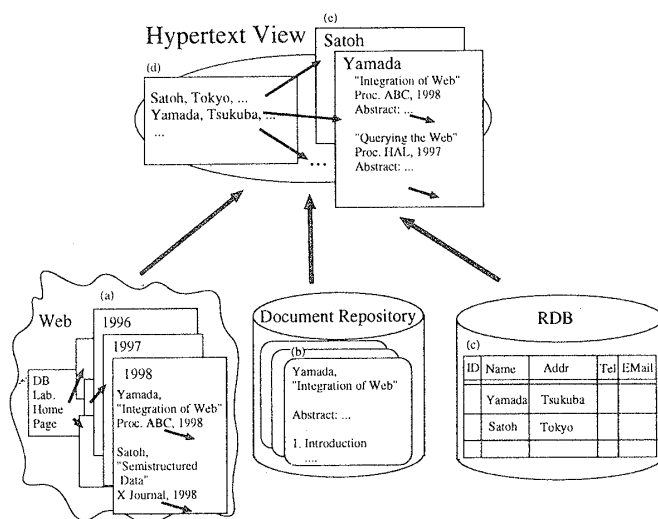 (e)
Hypertext View
Satoh
(d)
Yamada
"Integration of Web"
Proc. ABC, 1998
Abstract: ...
"Querying the Web"
Proc. HAL, 1997
Abstract: ...
Satoh, Tokyo, ...
Yamada, Tsukuba, ...
...
...
(a)
Web
1996
1997
1998
DB
Lab.
Home
Page
Yamada,
"Integration of Web"
Proc. ABC, 1998
Satoh,
"Semistructured
Data"
X Journal, 1998
Document Repository
(b)
Yamada,
"Integration of Web"
Abstract: ...
1. Introduction
....
RDB
(c)
ID Name Addr Tel EMail
Yamada Tsukuba
Satoh Tokyo